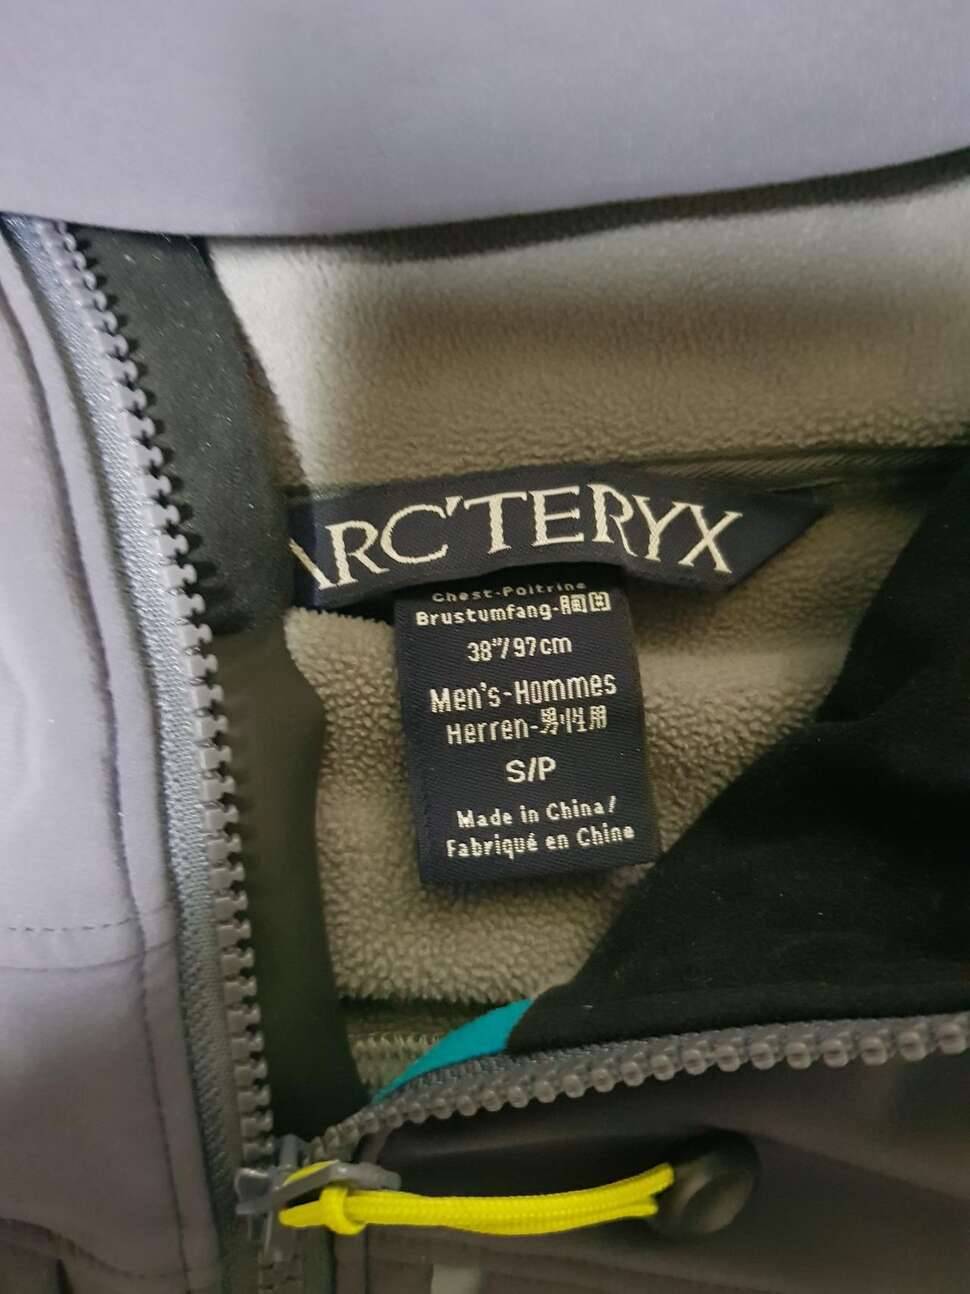 ARC'TERYX
Chest-Poitrine
Brustumfang-胸囲
38"/97cm
Men's-Hommes
Herren-男性用
S/P
Made in China/
Fabriqué en Chine